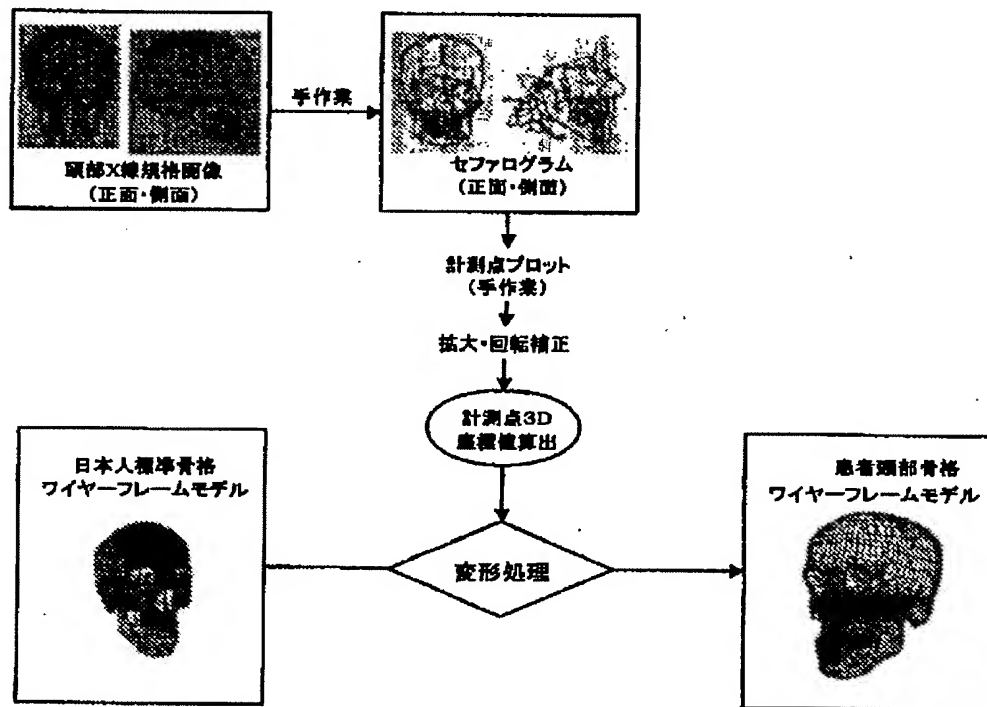 手作業
頭部X線規格画像
(正面・側面)
セファログラム
(正面・側面)
計測点プロット
(手作業)
拡大・回転補正
計測点3D
座標値算出
日本人標準骨格
ワイヤーフレームモデル
変形処理
患者頭部骨格
ワイヤーフレームモデル